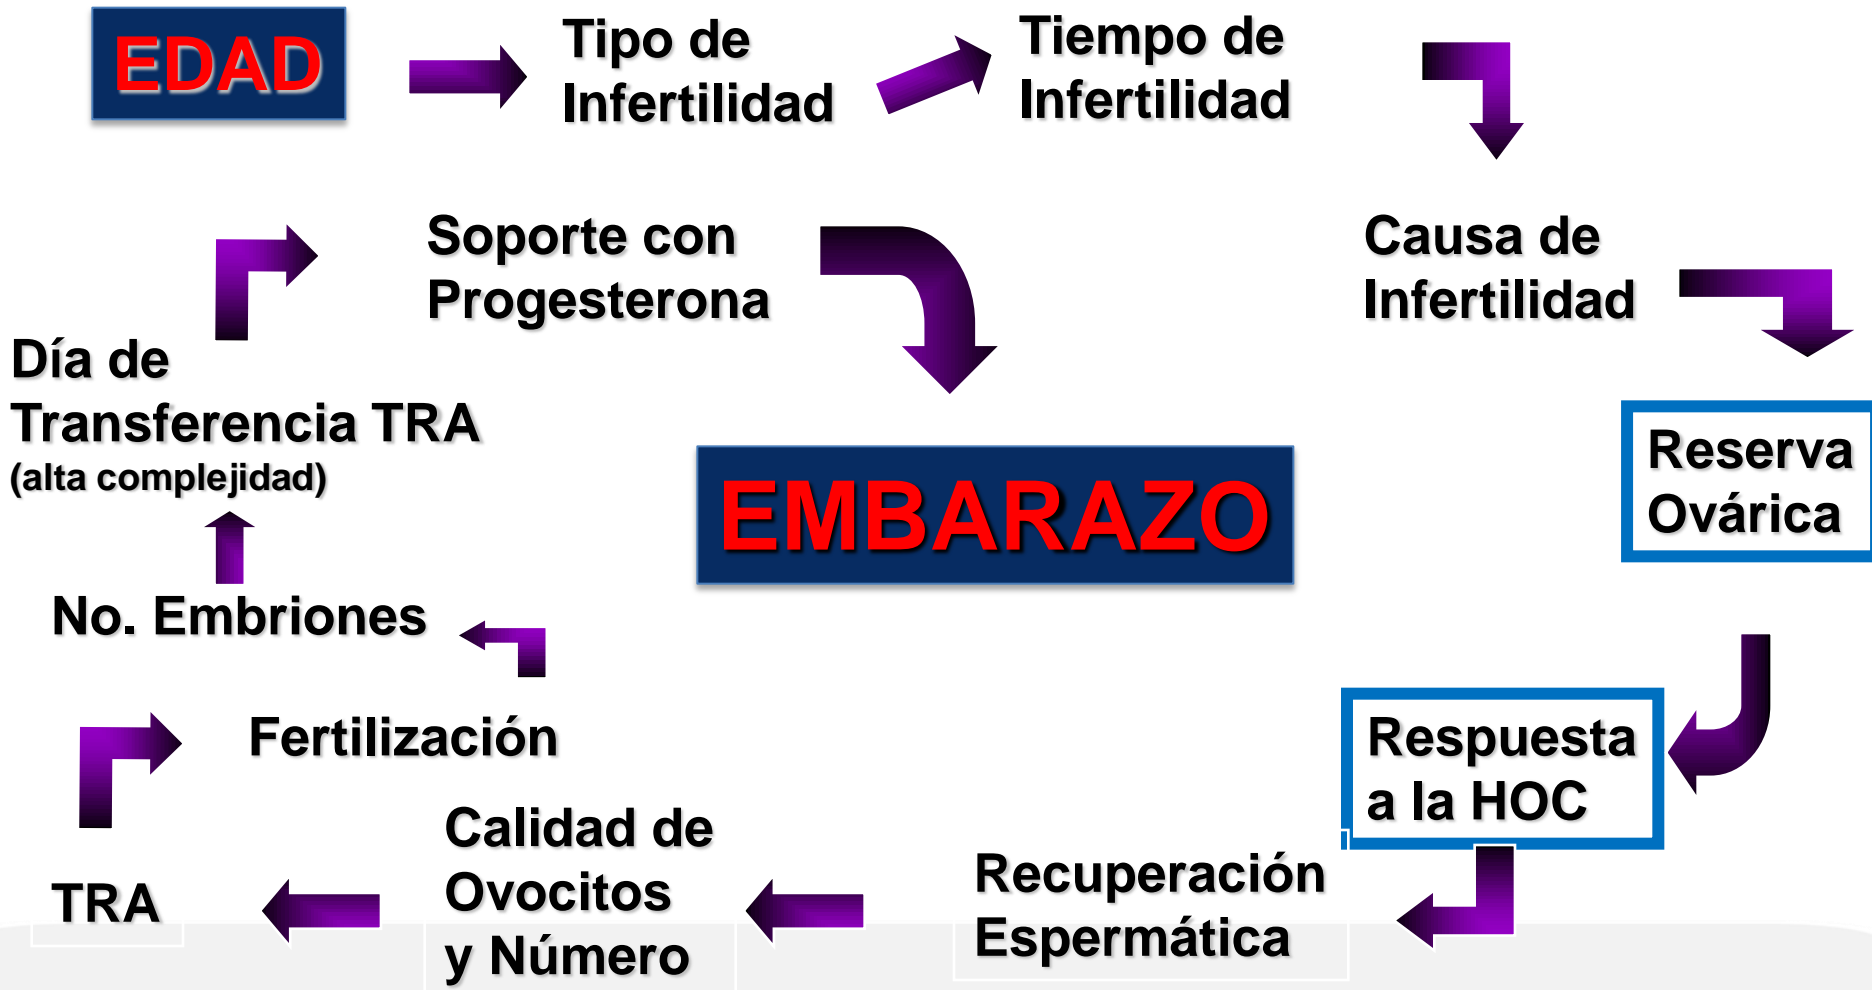 EDAD
Tipo de
Infertilidad
Tiempo de
Infertilidad
Causa de
Infertilidad
Reserva
Ovárica
Respuesta
a la HOC
Recuperación
Espermática
Calidad de
Ovocitos
y Número
TRA
Fertilización
No. Embriones
Día de
Transferencia TRA
(alta complejidad)
Soporte con
Progesterona
EMBARAZO